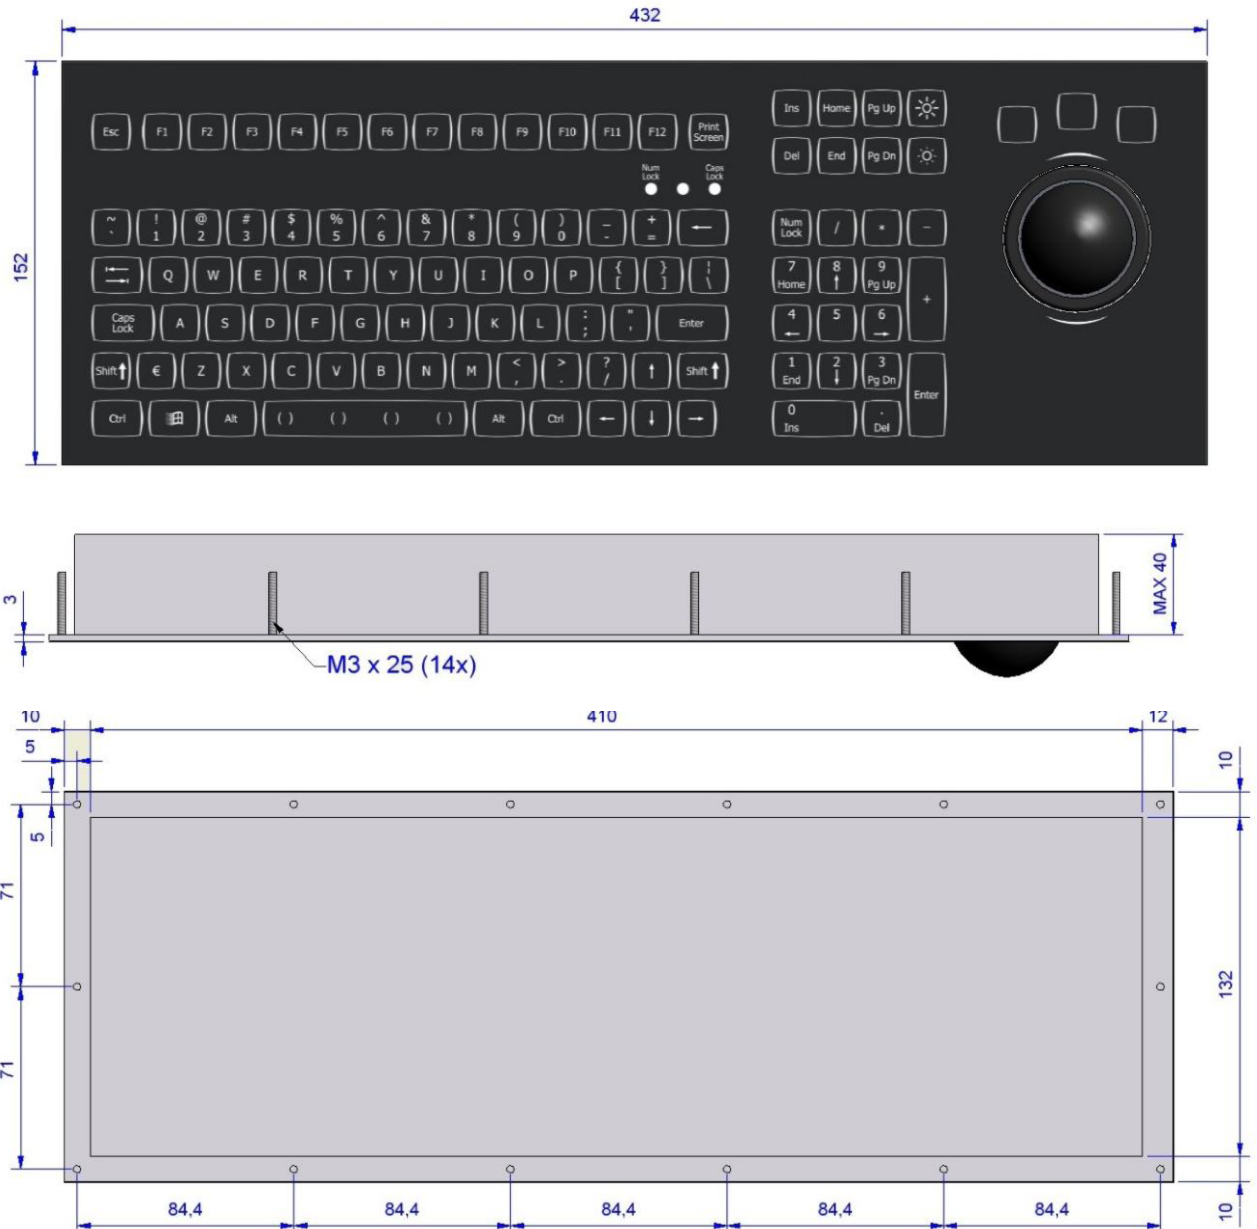 432
152
Ins Home Pg Up
Esc F1 F2 F3 F4 F5 F6 F7 F8 F9 F10 F11 F12 Print Screen
Del End Pg Dn
Num Lock Caps Lock
~ ` ! 1 @ 2 # 3 $ 4 % 5 ^ 6 & 7 * 8 ( 9 ) 0 _ - + = ← Num Lock / * -
Q W E R T Y U I O P { [ } ] ¦ \ 7 Home 8 ↑ 9 Pg Up +
Caps Lock A S D F G H J K L : ; " ' Enter 4 ← 5 6 →
Shift ↑ € Z X C V B N M < , > . ? / ↑ Shift ↑ 1 End 2 ↓ 3 Pg Dn Enter
Ctrl Alt ( ) ( ) ( ) ( ) Alt Ctrl ← ↓ → 0 Ins . Del
MAX 40
3
M3 x 25 (14x)
10 410 12
5
10
5
71
132
71
84,4 84,4 84,4 84,4 84,4
10